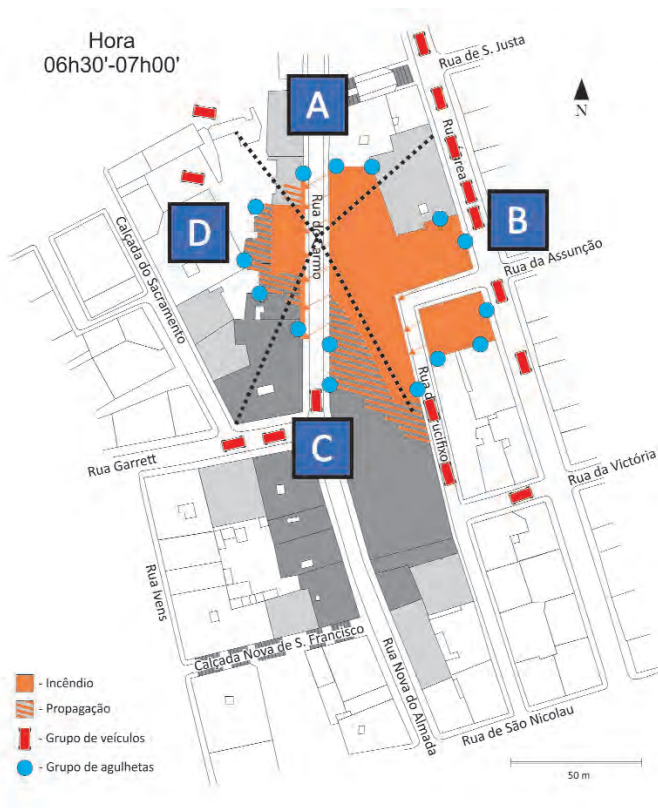 Hora
06h30'-07h00'
A
Rua de S. Justa
N
Rua Áurea
B
D
Rua do Carmo
Rua da Assunção
Calçada do Sacramento
Rua do Crucifixo
C
Rua Garrett
Rua da Victória
Rua Ivens
Calçada Nova de S. Francisco
Rua Nova do Almada
Rua de São Nicolau
- Incêndio
- Propagação
- Grupo de veículos
- Grupo de agulhetas
50 m